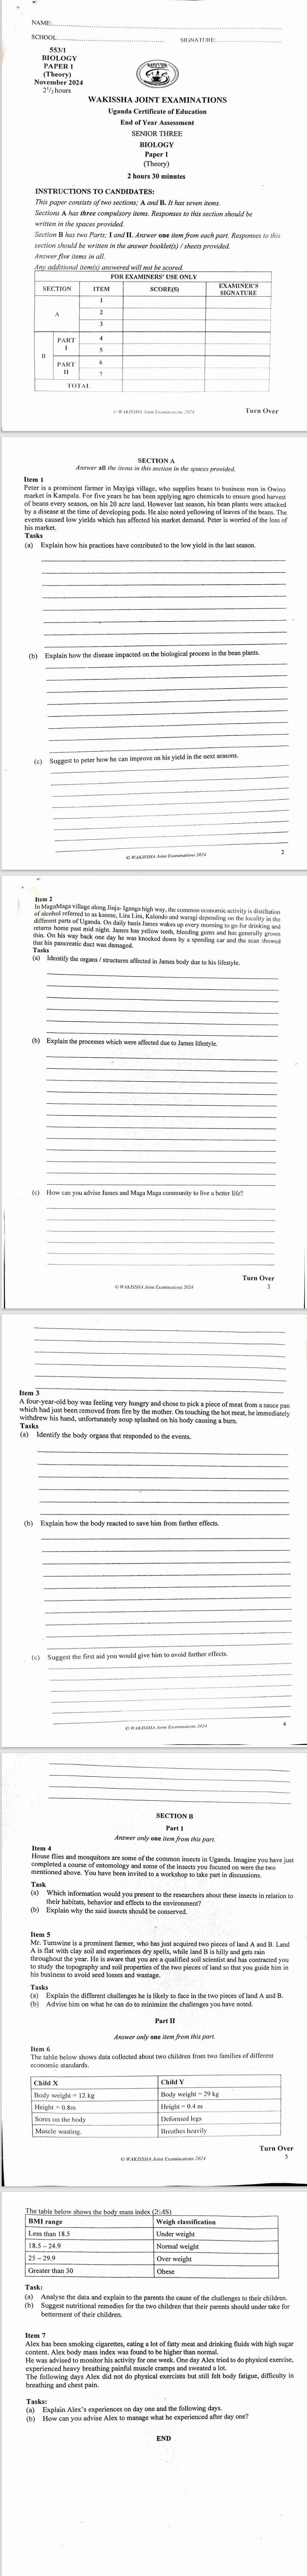 NAME:
SCHOOL
SIGNATURE:
553/1
BIOLOGY
PAPER 1
(Theory)
November 2024
2½ hours
WAKISSHA JOINT EXAMINATIONS
Uganda Certificate of Education
End of Year Assessment
SENIOR THREE
BIOLOGY
Paper 1
(Theory)
2 hours 30 minutes
INSTRUCTIONS TO CANDIDATES:
This paper consists of two sections; A and B. It has seven items.
Sections A has three compulsory items. Responses to this section should be
written in the spaces provided.
Section B has two Parts; I and II. Answer one item from each part. Responses to this
section should be written in the answer booklet(s) / sheets provided.
Answer five items in all.
Any additional item(s) answered will not be scored.
FOR EXAMINERS' USE ONLY
SECTION ITEM SCORE(S) EXAMINER'S SIGNATURE
A 1
2
3
B PART I 4
5
PART II 6
7
TOTAL
© WAKISSHA Joint Examinations 2024
Turn Over
SECTION A
Answer all the items in this section in the spaces provided.
Item 1
Peter is a prominent farmer in Mayiga village, who supplies beans to business men in Owino
market in Kampala. For five years he has been applying agro chemicals to ensure good harvest
of beans every season, on his 20 acre land. However last season, his bean plants were attacked
by a disease at the time of developing pods. He also noted yellowing of leaves of the beans. The
events caused low yields which has affected his market demand. Peter is worried of the loss of
his market.
Tasks
(a) Explain how his practices have contributed to the low yield in the last season.
(b) Explain how the disease impacted on the biological process in the bean plants.
(c) Suggest to peter how he can improve on his yield in the next seasons.
© WAKISSHA Joint Examinations 2024
2
Item 2
In MagaMaga village along Jinja- Iganga high way, the common economic activity is distillation
of alcohol referred to as kasese, Lira Lira, Kalondo and waragi depending on the locality in the
different parts of Uganda. On daily basis James wakes up every morning to go for drinking and
returns home past mid night. James has yellow teeth, bleeding gums and has generally grown
thin. On his way back one day he was knocked down by a speeding car and the scan showed
that his pancreatic duct was damaged.
Tasks
(a) Identify the organs / structures affected in James body due to his lifestyle.
(b) Explain the processes which were affected due to James lifestyle.
(c) How can you advise James and Maga Maga community to live a better life?
Turn Over
© WAKISSHA Joint Examinations 2024
3
Item 3
A four-year-old boy was feeling very hungry and chose to pick a piece of meat from a sauce pan
which had just been removed from fire by the mother. On touching the hot meat, he immediately
withdrew his hand, unfortunately soup splashed on his body causing a burn.
Tasks
(a) Identify the body organs that responded to the events.
(b) Explain how the body reacted to save him from further effects.
(c) Suggest the first aid you would give him to avoid further effects.
© WAKISSHA Joint Examinations 2024
4
SECTION B
Part I
Answer only one item from this part.
Item 4
House flies and mosquitoes are some of the common insects in Uganda. Imagine you have just
completed a course of entomology and some of the insects you focused on were the two
mentioned above. You have been invited to a workshop to take part in discussions.
Task
(a) Which information would you present to the researchers about these insects in relation to
their habitats, behavior and effects to the environment?
(b) Explain why the said insects should be conserved.
Item 5
Mr. Tumwine is a prominent farmer, who has just acquired two pieces of land A and B. Land
A is flat with clay soil and experiences dry spells, while land B is hilly and gets rain
throughout the year. He is aware that you are a qualified soil scientist and has contracted you
to study the topography and soil properties of the two pieces of land so that you guide him in
his business to avoid seed losses and wastage.
Tasks
(a) Explain the different challenges he is likely to face in the two pieces of land A and B.
(b) Advise him on what he can do to minimize the challenges you have noted.
Part II
Answer only one item from this part.
Item 6
The table below shows data collected about two children from two families of different
economic standards.
Child X Child Y
Body weight = 12 kg Body weight = 29 kg
Height = 0.8m Height = 0.4 m
Sores on the body Deformed legs
Muscle wasting. Breathes heavily
Turn Over
© WAKISSHA Joint Examinations 2024
5
The table below shows the body mass index
BMI range Weigh classification
Less than 18.5 Under weight
18.5 – 24.9 Normal weight
25 – 29.9 Over weight
Greater than 30 Obese
Task:
(a) Analyse the data and explain to the parents the cause of the challenges to their children.
(b) Suggest nutritional remedies for the two children that their parents should under take for
betterment of their children.
Item 7
Alex has been smoking cigarettes, eating a lot of fatty meat and drinking fluids with high sugar
content. Alex body mass index was found to be higher than normal.
He was advised to monitor his activity for one week. One day Alex tried to do physical exercise,
experienced heavy breathing painful muscle cramps and sweated a lot.
The following days Alex did not do physical exercises but still felt body fatigue, difficulty in
breathing and chest pain.
Tasks:
(a) Explain Alex's experiences on day one and the following days.
(b) How can you advise Alex to manage what he experienced after day one?
END